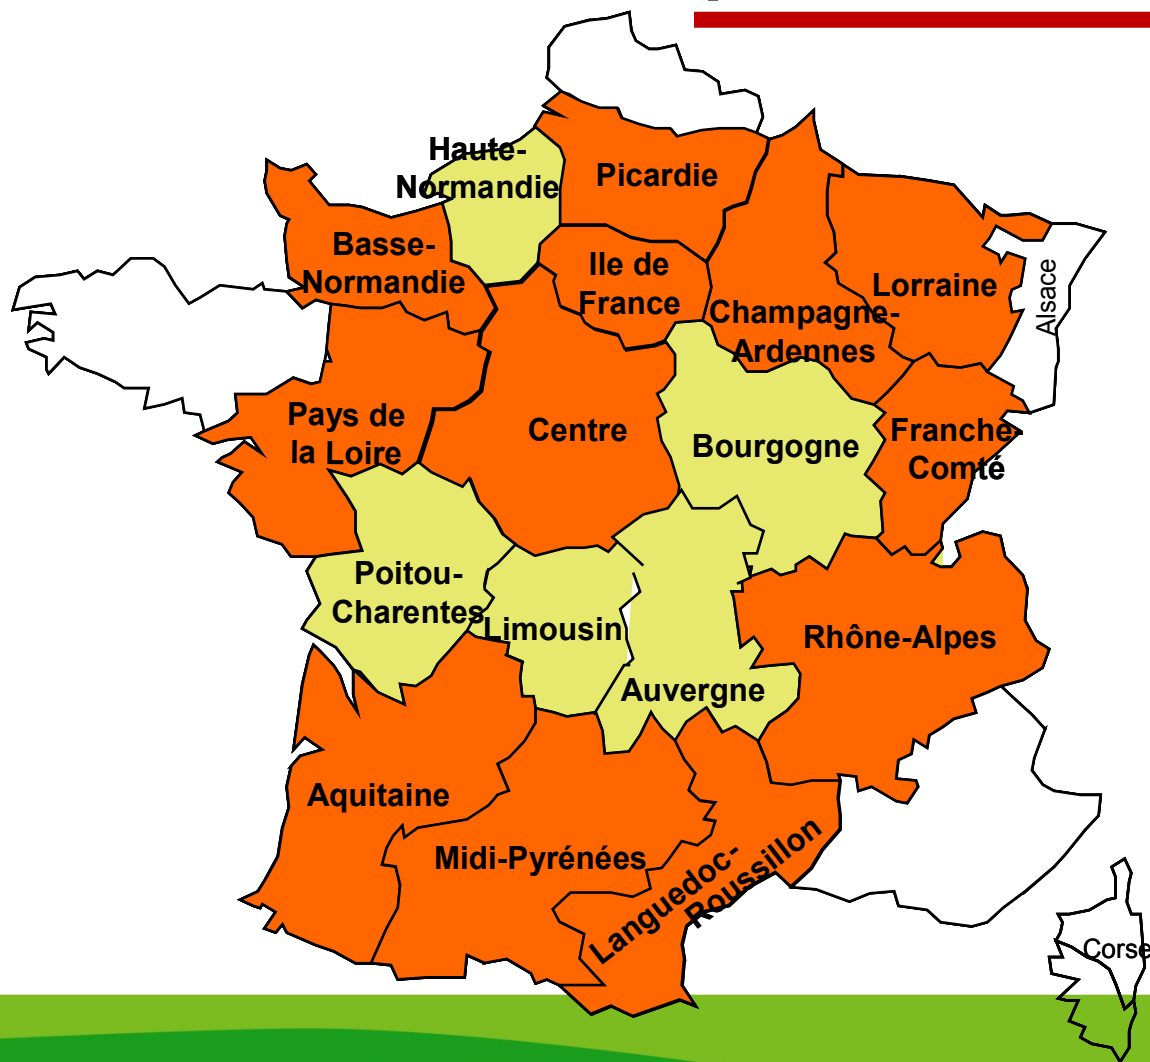 Haute-
Normandie
Picardie
Basse-
Normandie
Ile de
France
Lorraine
Alsace
Champagne-
Ardennes
Pays de
la Loire
Centre
Bourgogne
Franche-
Comté
Poitou-
Charentes
Limousin
Rhône-Alpes
Auvergne
Aquitaine
Midi-Pyrénées
Languedoc-
Roussillon
Corse